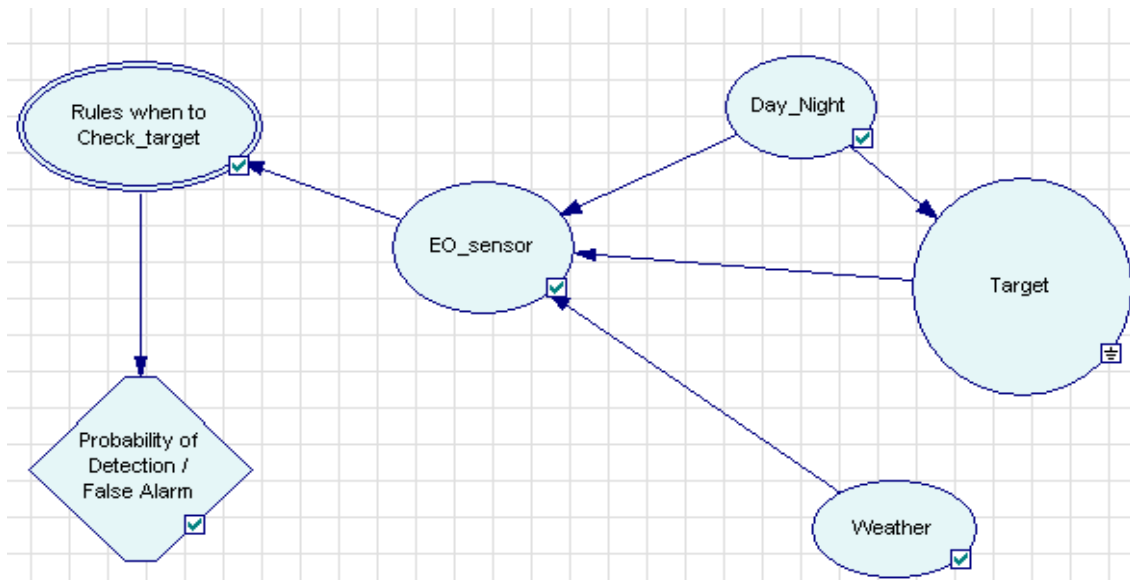 Rules when to
Check_target
Day_Night
EO_sensor
Target
Probability of
Detection /
False Alarm
Weather